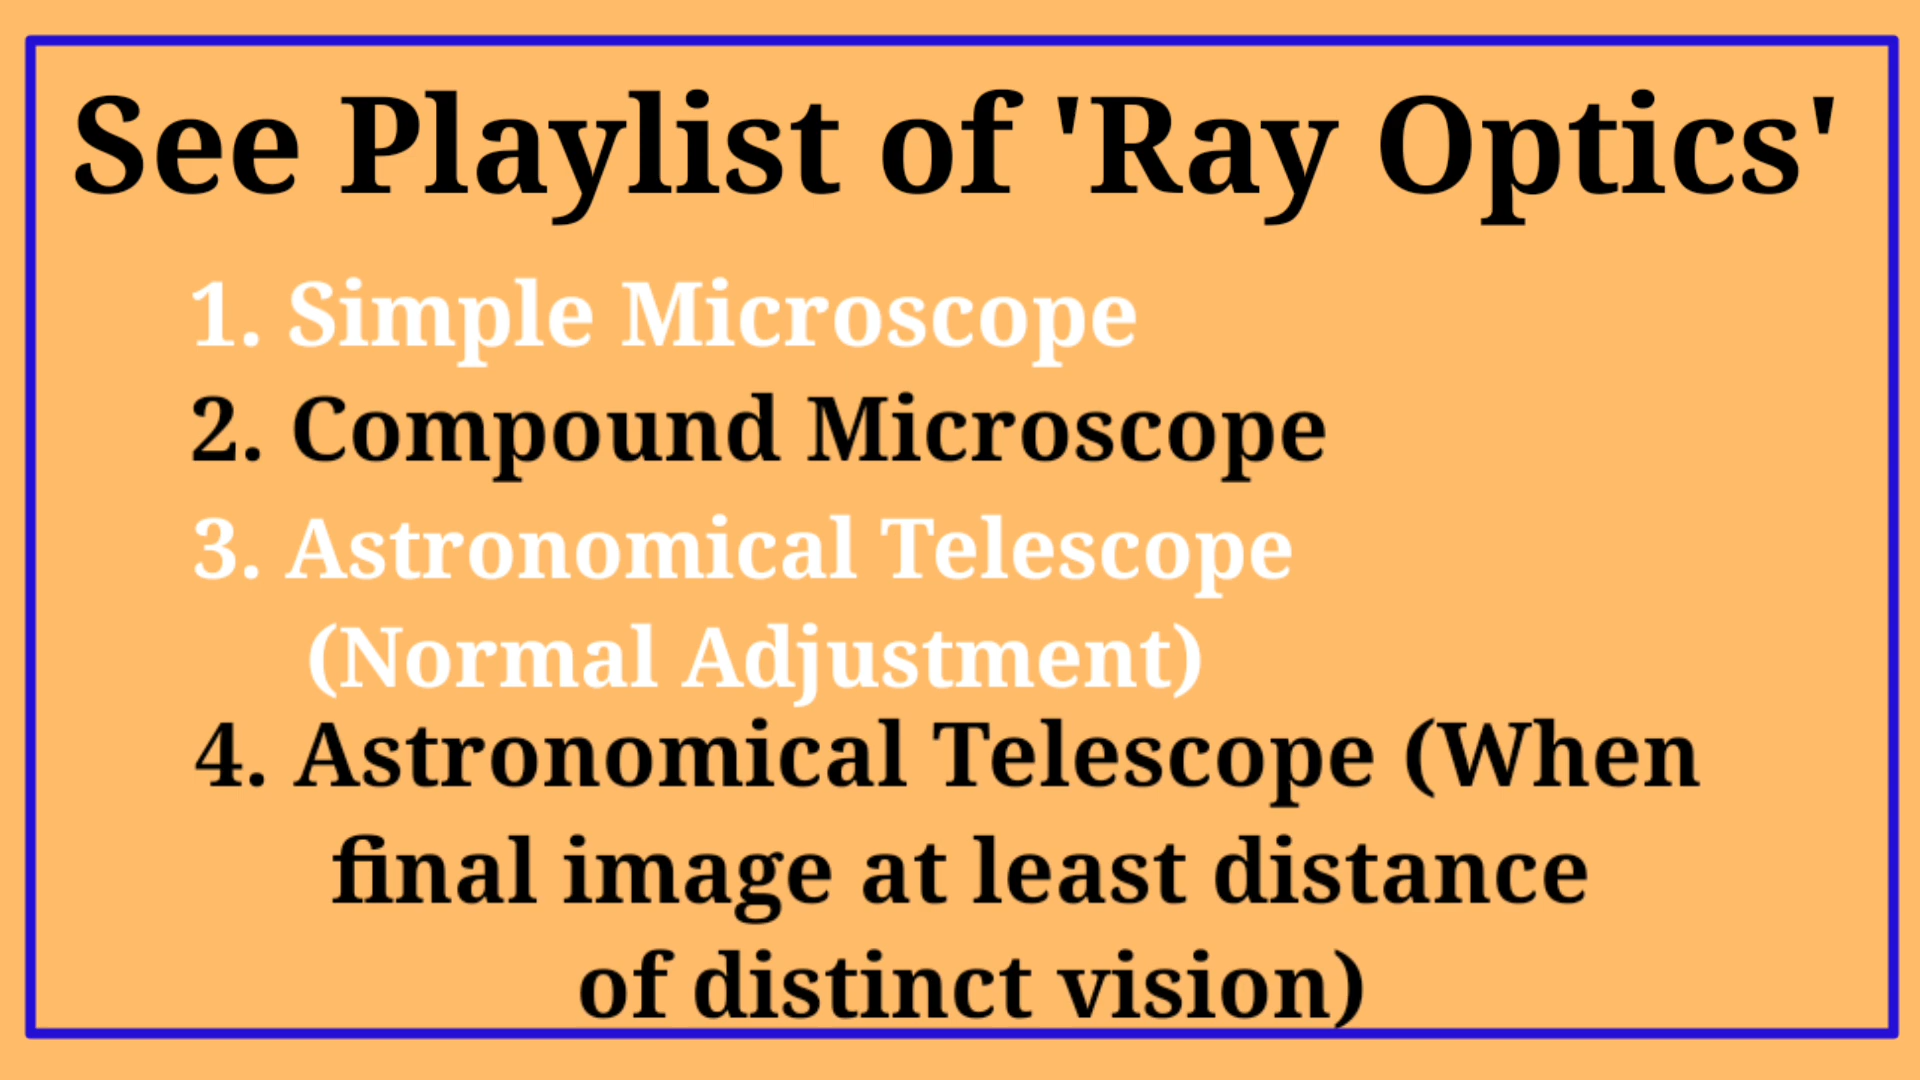 See Playlist of 'Ray Optics'
1. Simple Microscope
2. Compound Microscope
3. Astronomical Telescope
(Normal Adjustment)
4. Astronomical Telescope (When
final image at least distance
of distinct vision)